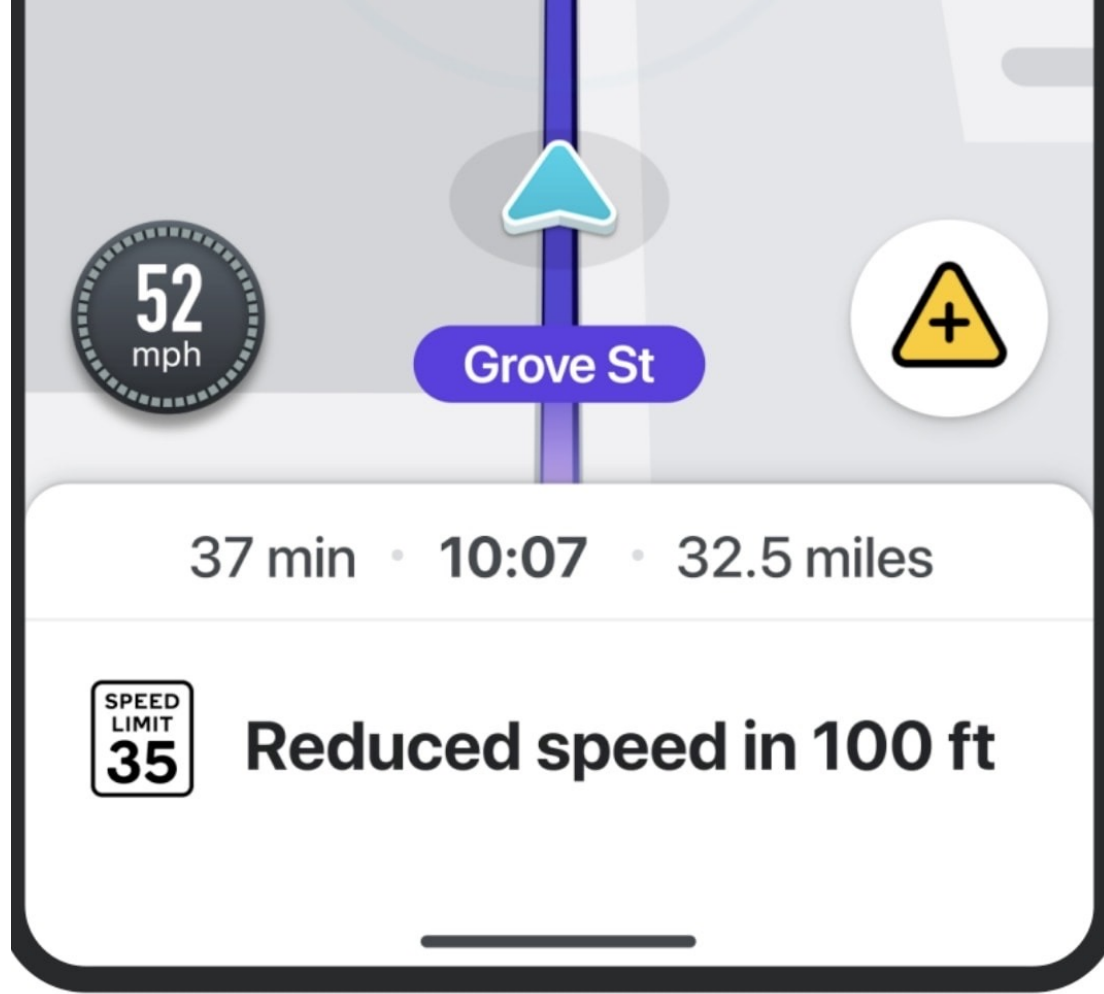 52
mph
Grove St
37 min · 10:07 · 32.5 miles
SPEED
LIMIT
35
Reduced speed in 100 ft